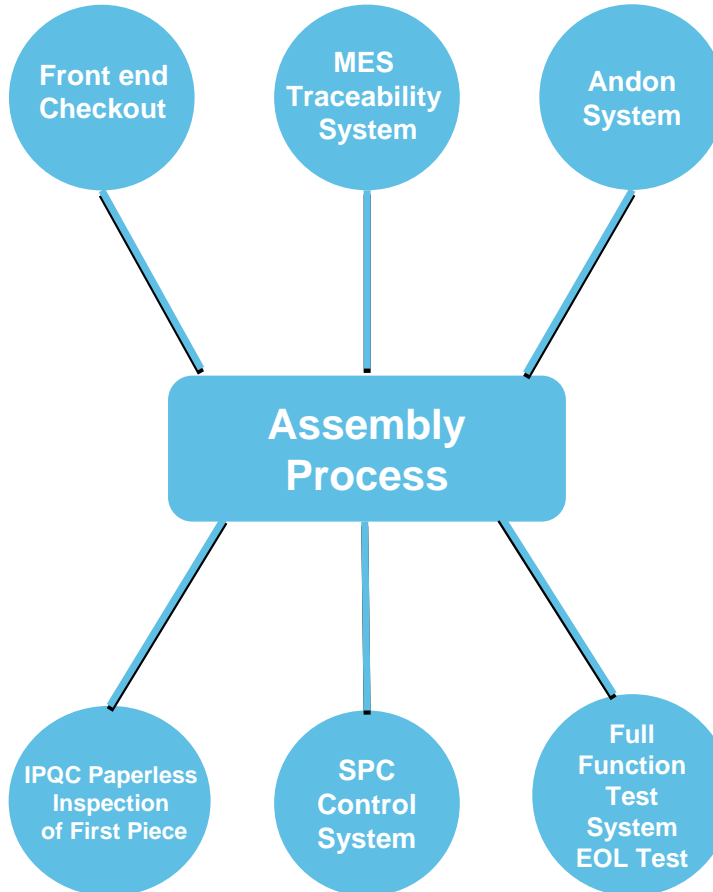 Front end
Checkout
MES
Traceability
System
Andon
System
Assembly
Process
IPQC Paperless
Inspection
of First Piece
SPC
Control
System
Full
Function
Test
System
EOL Test